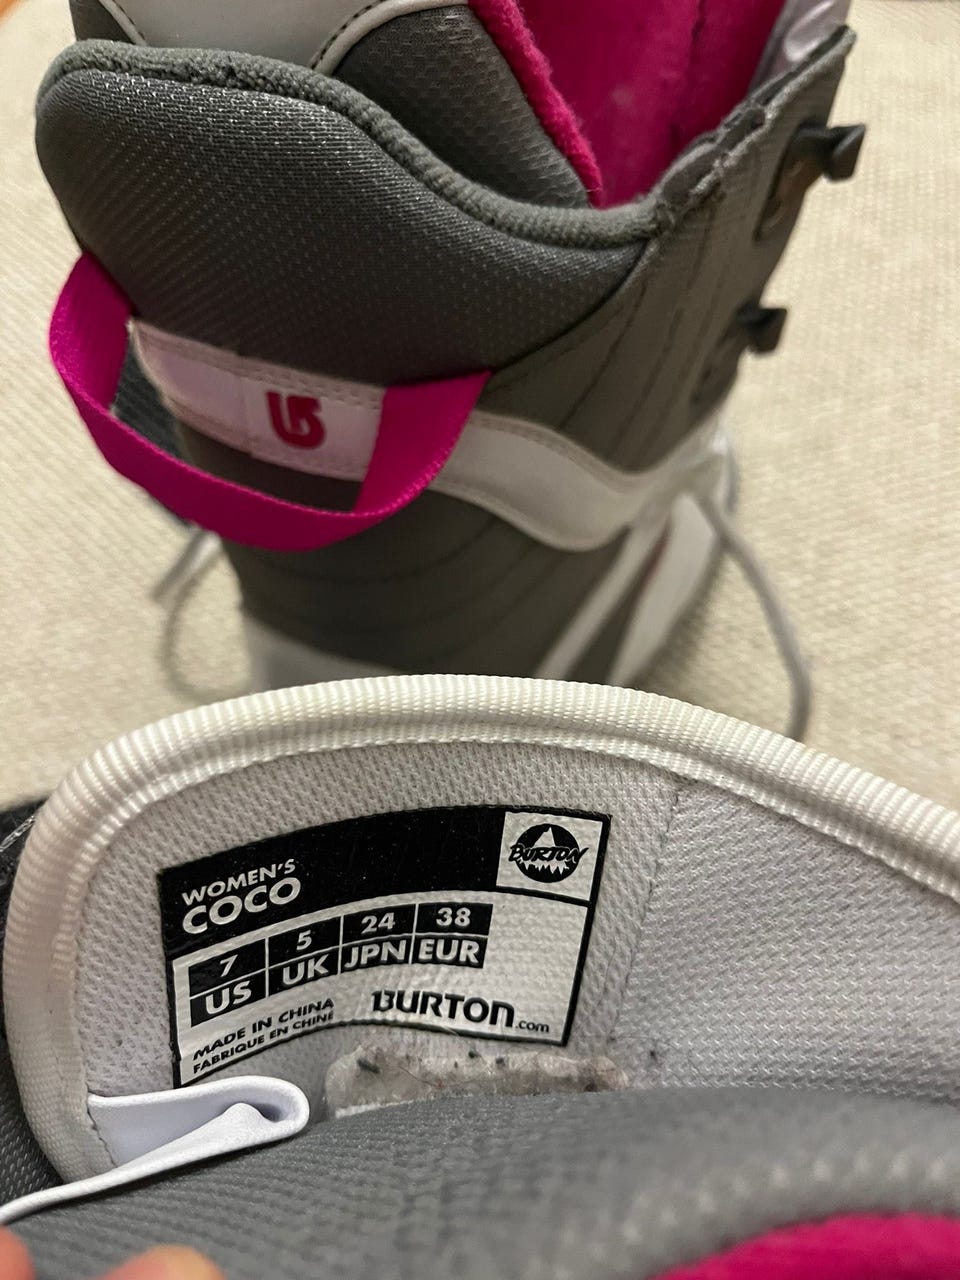 WOMEN'S
COCO
BURTON
7 5 24 38
US UK JPN EUR
MADE IN CHINA
FABRIQUE EN CHINE
BURTON.com